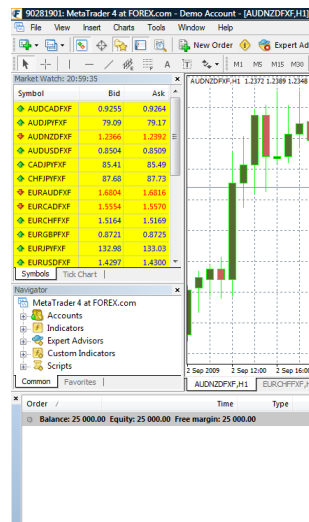 90281901: MetaTrader 4 at FOREX.com - Demo Account - [AUDNZDFXF,H1]
File View Insert Charts Tools Window Help
New Order Expert Ad
A T M1 M5 M15 M30
Market Watch: 20:59:35
AUDNZDFXF,H1 1.2372 1.2389 1.2348
Symbol Bid Ask
AUDCADFXF 0.9255 0.9264
AUDJPYFXF 79.09 79.17
AUDNZDFXF 1.2366 1.2392
AUDUSDFXF 0.8504 0.8509
CADJPYFXF 85.41 85.49
CHFJPYFXF 87.68 87.73
EURAUDFXF 1.6804 1.6816
EURCADFXF 1.5554 1.5570
EURCHFFXF 1.5164 1.5169
EURGBPFXF 0.8721 0.8725
EURJPYFXF 132.98 133.03
EURUSDFXF 1.4297 1.4300
Symbols Tick Chart
Navigator
MetaTrader 4 at FOREX.com
Accounts
Indicators
Expert Advisors
Custom Indicators
Scripts
2 Sep 2009 2 Sep 12:00 2 Sep 16:0
Common Favorites
AUDNZDFXF,H1 EURCHFFXF,H
Order / Time Type
Balance: 25 000.00 Equity: 25 000.00 Free margin: 25 000.00